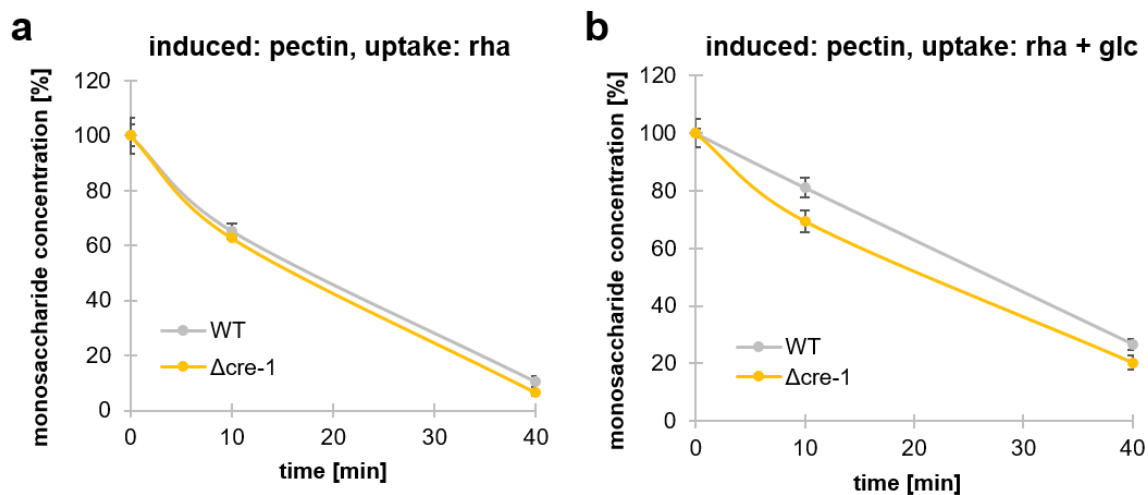 a
induced: pectin, uptake: rha
monosaccharide concentration [%]
120
100
80
60
40
20
0
WT
Δcre-1
0 10 20 30 40
time [min]
b
induced: pectin, uptake: rha + glc
monosaccharide concentration [%]
120
100
80
60
40
20
0
WT
Δcre-1
0 10 20 30 40
time [min]